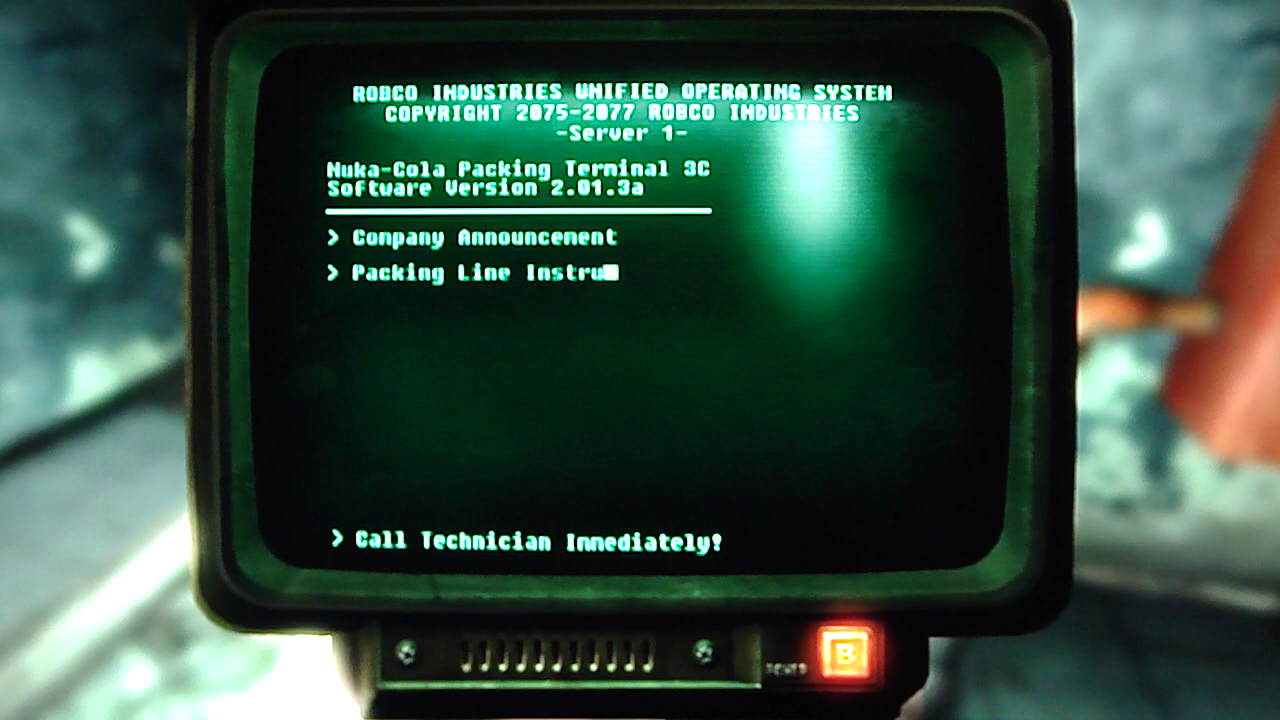 ROBCO INDUSTRIES UNIFIED OPERATING SYSTEM
COPYRIGHT 2075-2077 ROBCO INDUSTRIES
-Server 1-
Nuka-Cola Packing Terminal 3C
Software Version 2.01.3a
> Company Announcement
> Packing Line Instru
> Call Technician Immediately!
POWER
B